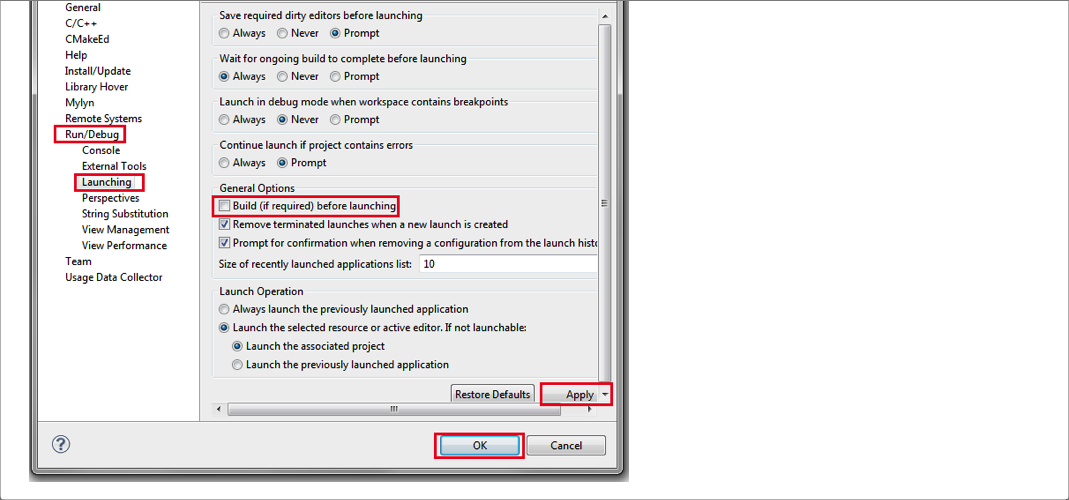 General
C/C++
CMakeEd
Help
Install/Update
Library Hover
Mylyn
Remote Systems
Run/Debug
Console
External Tools
Launching
Perspectives
String Substitution
View Management
View Performance
Team
Usage Data Collector
Save required dirty editors before launching
Always Never Prompt
Wait for ongoing build to complete before launching
Always Never Prompt
Launch in debug mode when workspace contains breakpoints
Always Never Prompt
Continue launch if project contains errors
Always Prompt
General Options
Build (if required) before launching
Remove terminated launches when a new launch is created
Prompt for confirmation when removing a configuration from the launch histo
Size of recently launched applications list: 10
Launch Operation
Always launch the previously launched application
Launch the selected resource or active editor. If not launchable:
Launch the associated project
Launch the previously launched application
Restore Defaults Apply
? OK Cancel